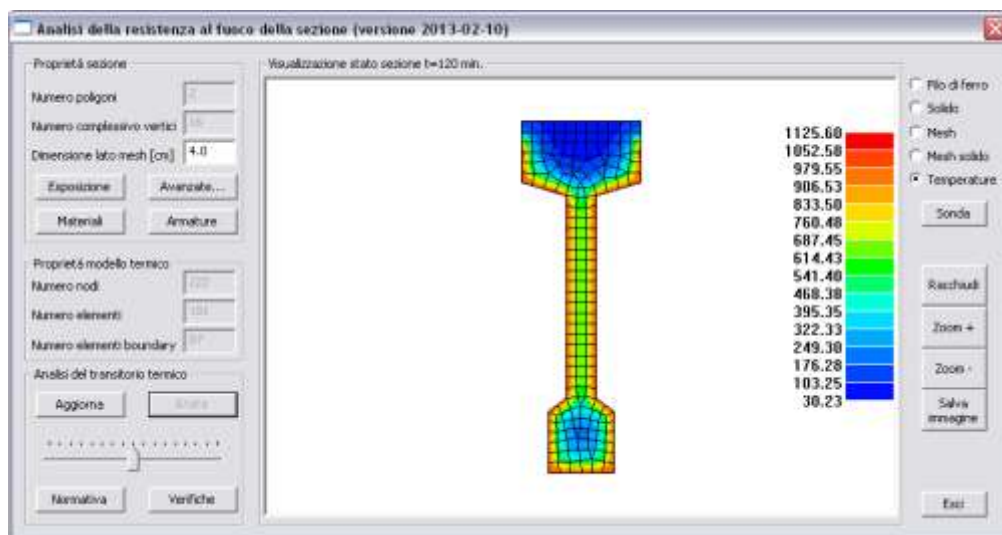 Analisi della resistenza al fuoco della sezione (versione 2013-02-10)
Proprietà sezione
Numero poligoni
Numero complessivo vertici
Dimensione lato mesh [cm] 4.0
Esposizione
Avanzate...
Materiali
Armature
Proprietà modello termico
Numero nodi
Numero elementi
Numero elementi boundary
Analisi del transitorio termico
Aggiorna
Normativa
Verifiche
Visualizzazione stato sezione t=120 min.
1125.60
1052.58
979.55
906.53
833.50
760.48
687.45
614.43
541.40
468.38
395.35
322.33
249.30
176.28
103.25
30.23
Filo di ferro
Solido
Mesh
Mesh solido
Temperature
Sonda
Racchiudi
Zoom +
Zoom -
Salva
immagine
Esci